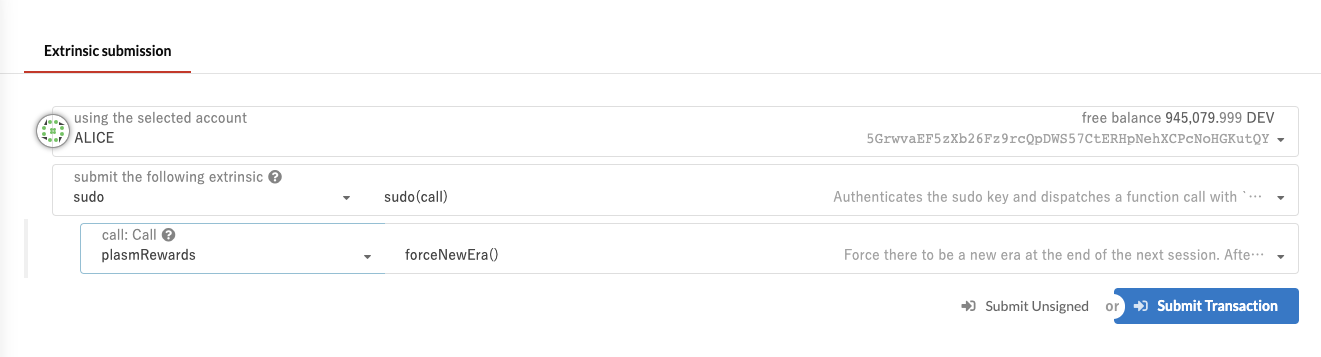 Extrinsic submission
using the selected account
free balance 945,079.999 DEV
ALICE
5GrwvaEF5zXb26Fz9rcQpDWS57CtERHpNehXCPcNoHGKutQY
submit the following extrinsic
sudo
sudo(call)
Authenticates the sudo key and dispatches a function call with `…
call: Call
plasmRewards
forceNewEra()
Force there to be a new era at the end of the next session. Afte…
Submit Unsigned or Submit Transaction